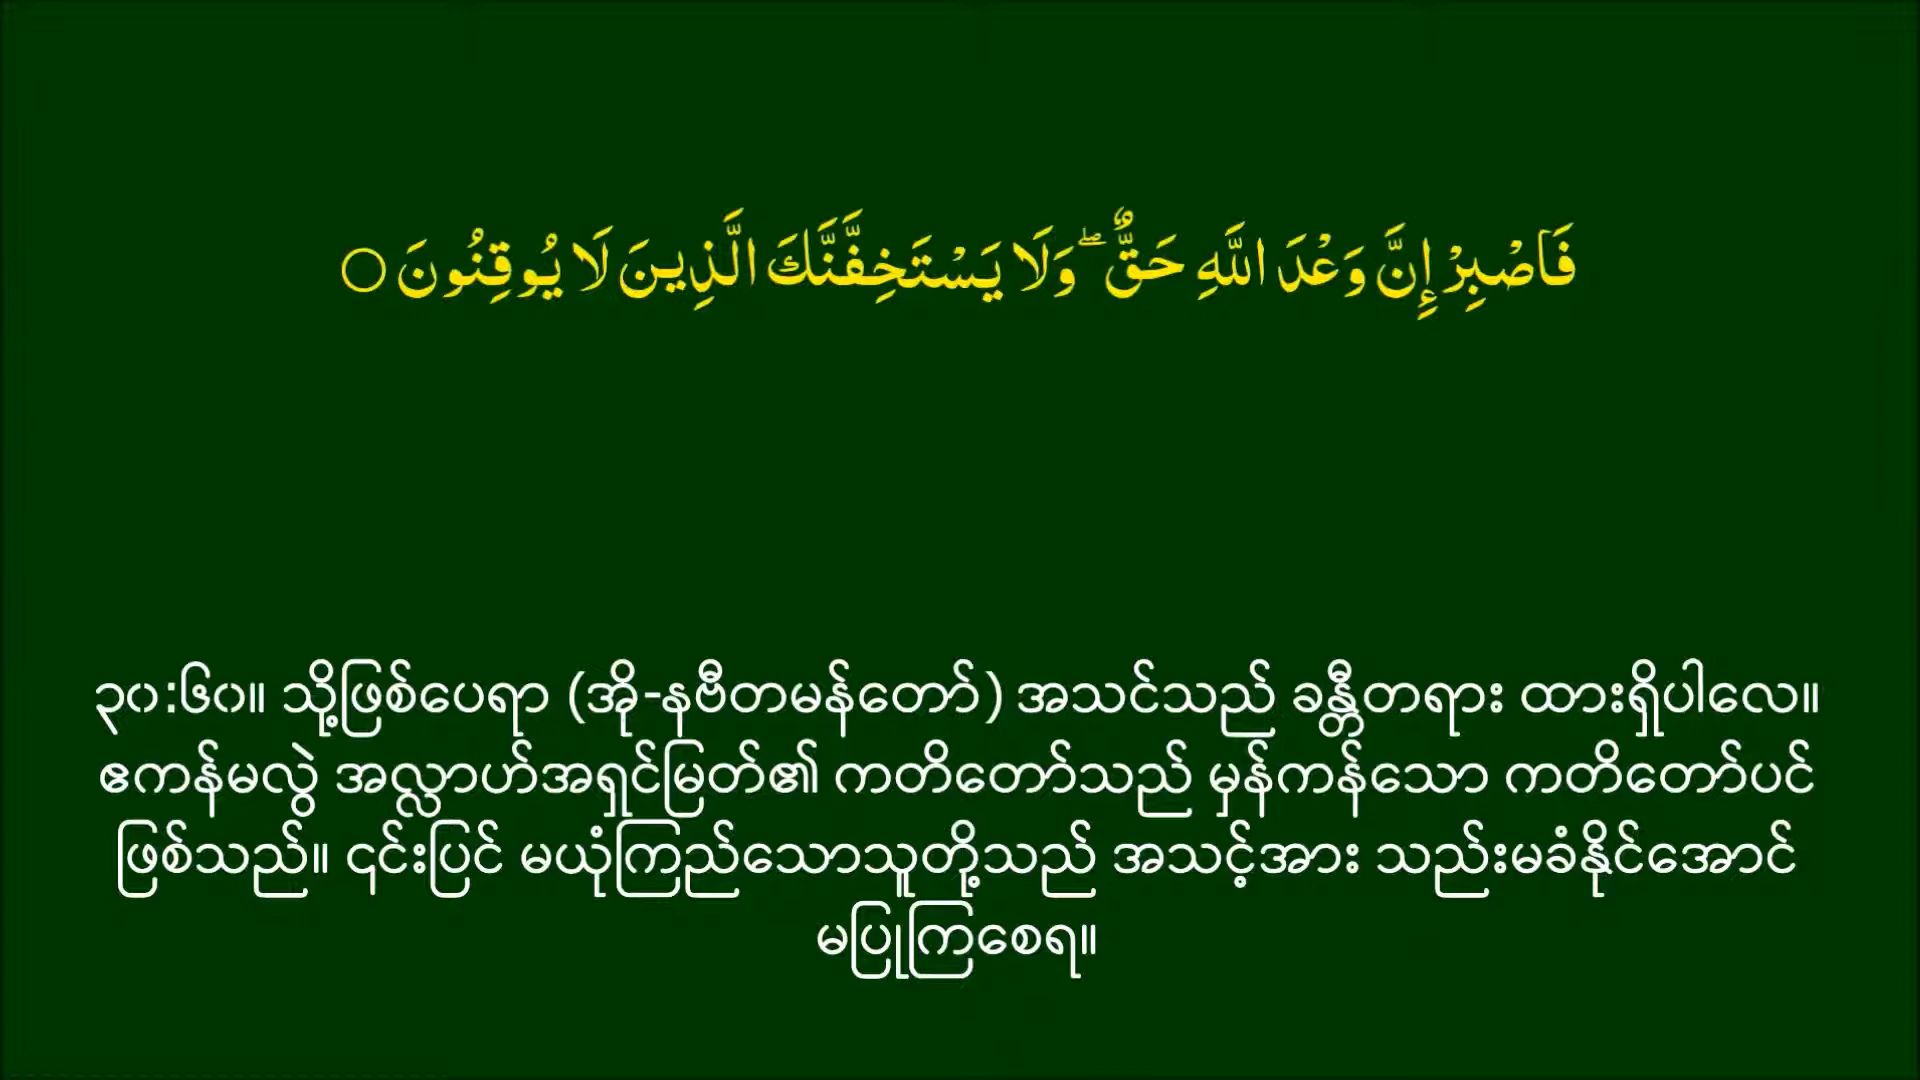 فَاصْبِرْ إِنَّ وَعْدَ اللَّهِ حَقٌّ ۖ وَلَا يَسْتَخِفَّنَّكَ الَّذِينَ لَا يُوقِنُونَ ۝
၃၀:၆၀။ သို့ဖြစ်ပေရာ (အို-နဗီတမန်တော်) အသင်သည် ခန္တီတရား ထားရှိပါလေ။
ဧကန်မလွဲ အလ္လာဟ်အရှင်မြတ်၏ ကတိတော်သည် မှန်ကန်သော ကတိတော်ပင်
ဖြစ်သည်။ ၎င်းပြင် မယုံကြည်သောသူတို့သည် အသင့်အား သည်းမခံနိုင်အောင်
မပြုကြစေရ။